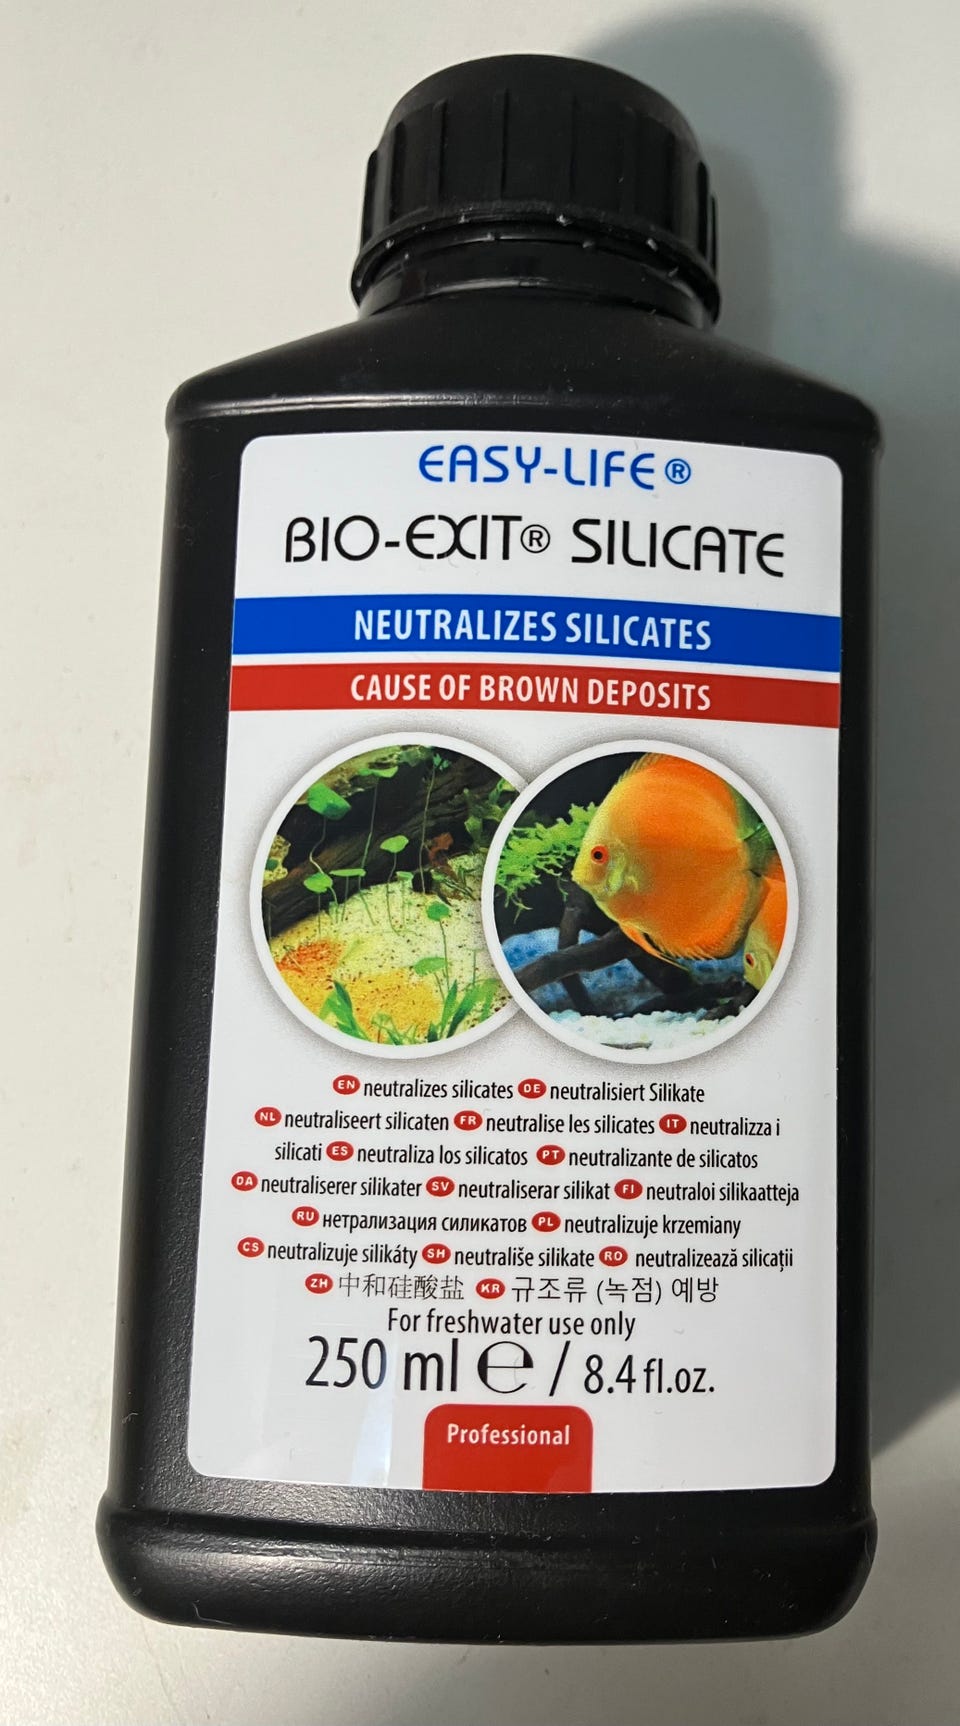 EASY-LIFE®
BIO-EXIT® SILICATE
NEUTRALIZES SILICATES
CAUSE OF BROWN DEPOSITS
EN neutralizes silicates DE neutralisiert Silikate
NL neutraliseert silicaten FR neutralise les silicates IT neutralizza i
silicati ES neutraliza los silicatos PT neutralizante de silicatos
DA neutraliserer silikater SV neutraliserar silikat FI neutraloi silikaatteja
RU нетрализация силикатов PL neutralizuje krzemiany
CS neutralizuje silikáty SH neutrališe silikate RO neutralizează silicații
ZH 中和硅酸盐 KR 규조류 (녹점) 예방
For freshwater use only
250 ml ℮ / 8.4 fl.oz.
Professional